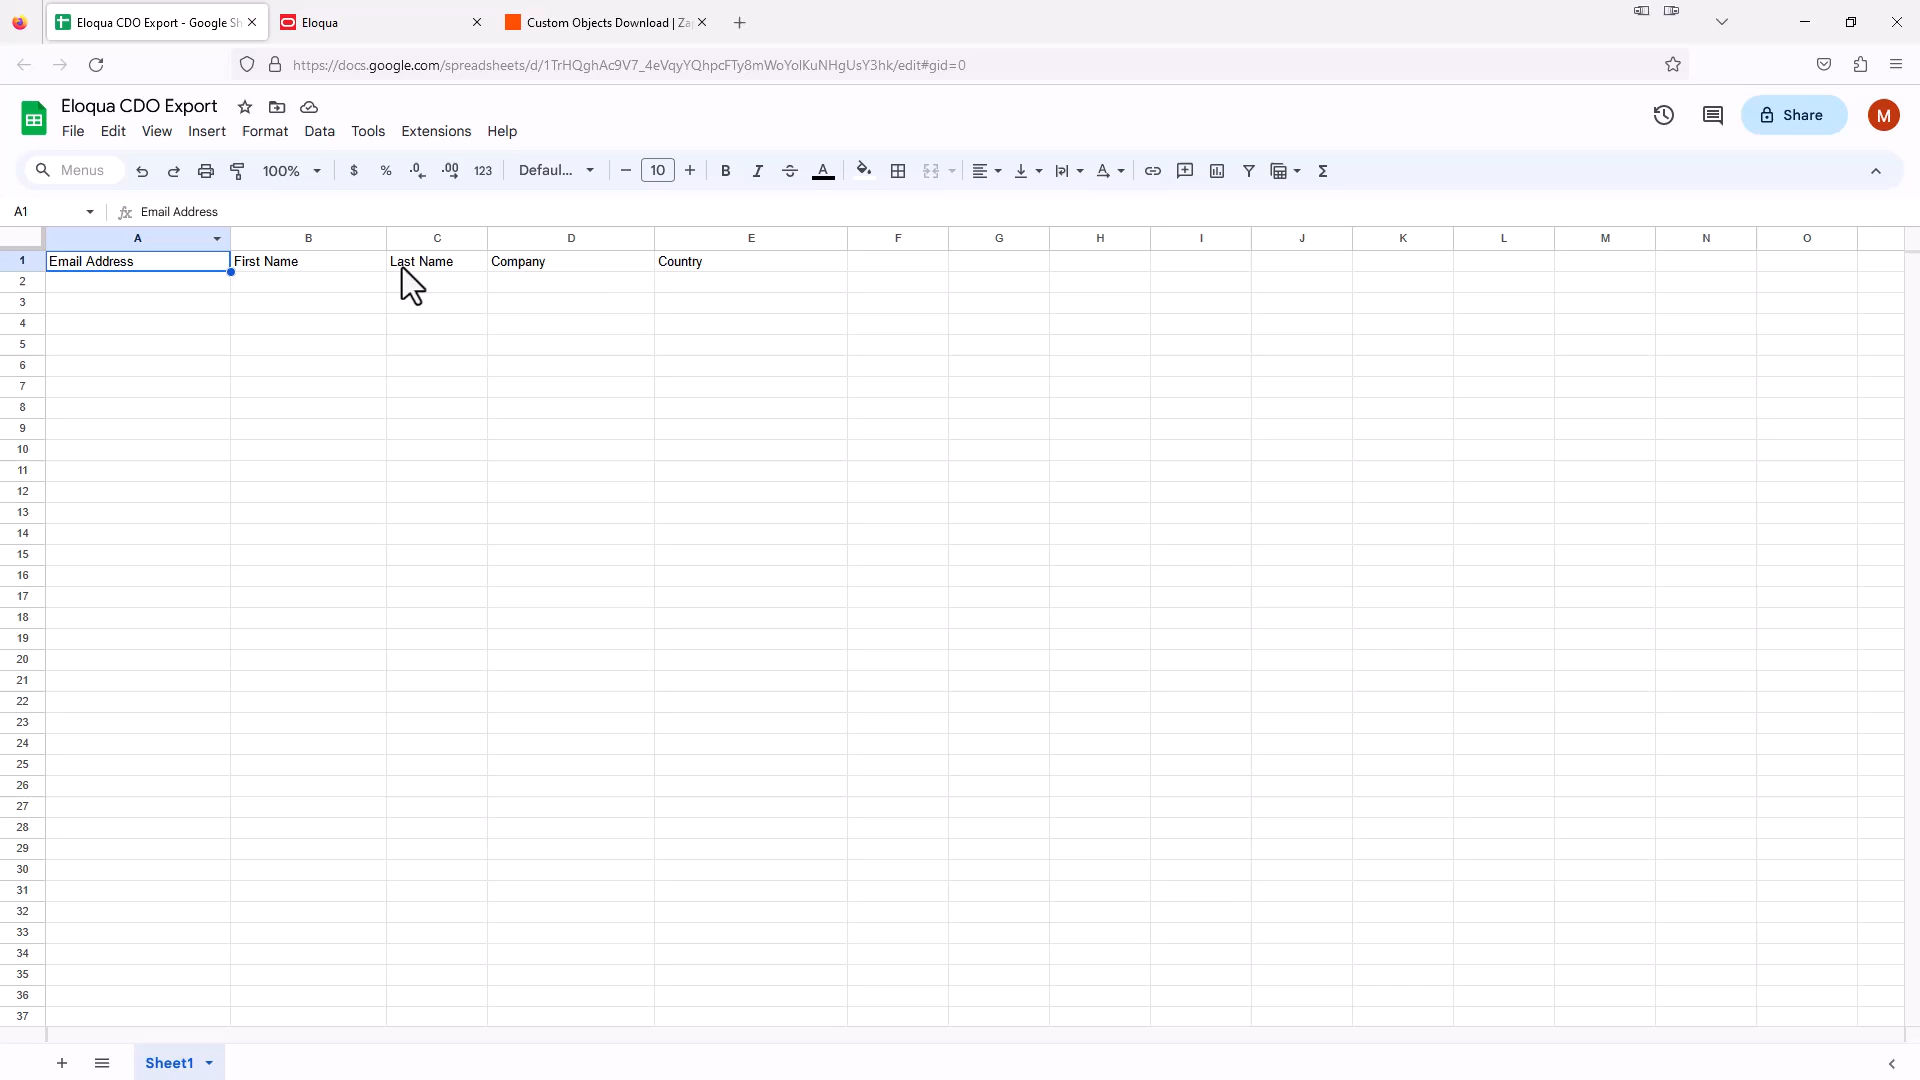 Eloqua CDO Export - Google Sh
Eloqua
Custom Objects Download | Za
https://docs.google.com/spreadsheets/d/1TrHQghAc9V7_4eVqyYQhpcFTy8mWoYolKuNHgUsY3hk/edit#gid=0
Eloqua CDO Export
File Edit View Insert Format Data Tools Extensions Help
Share
M
Menus
100%
$ % .0 .00 123
Defaul...
10
B I S A
A1
fx Email Address
A B C D E F G H I J K L M N O
1 Email Address First Name Last Name Company Country
2
3
4
5
6
7
8
9
10
11
12
13
14
15
16
17
18
19
20
21
22
23
24
25
26
27
28
29
30
31
32
33
34
35
36
37
Sheet1